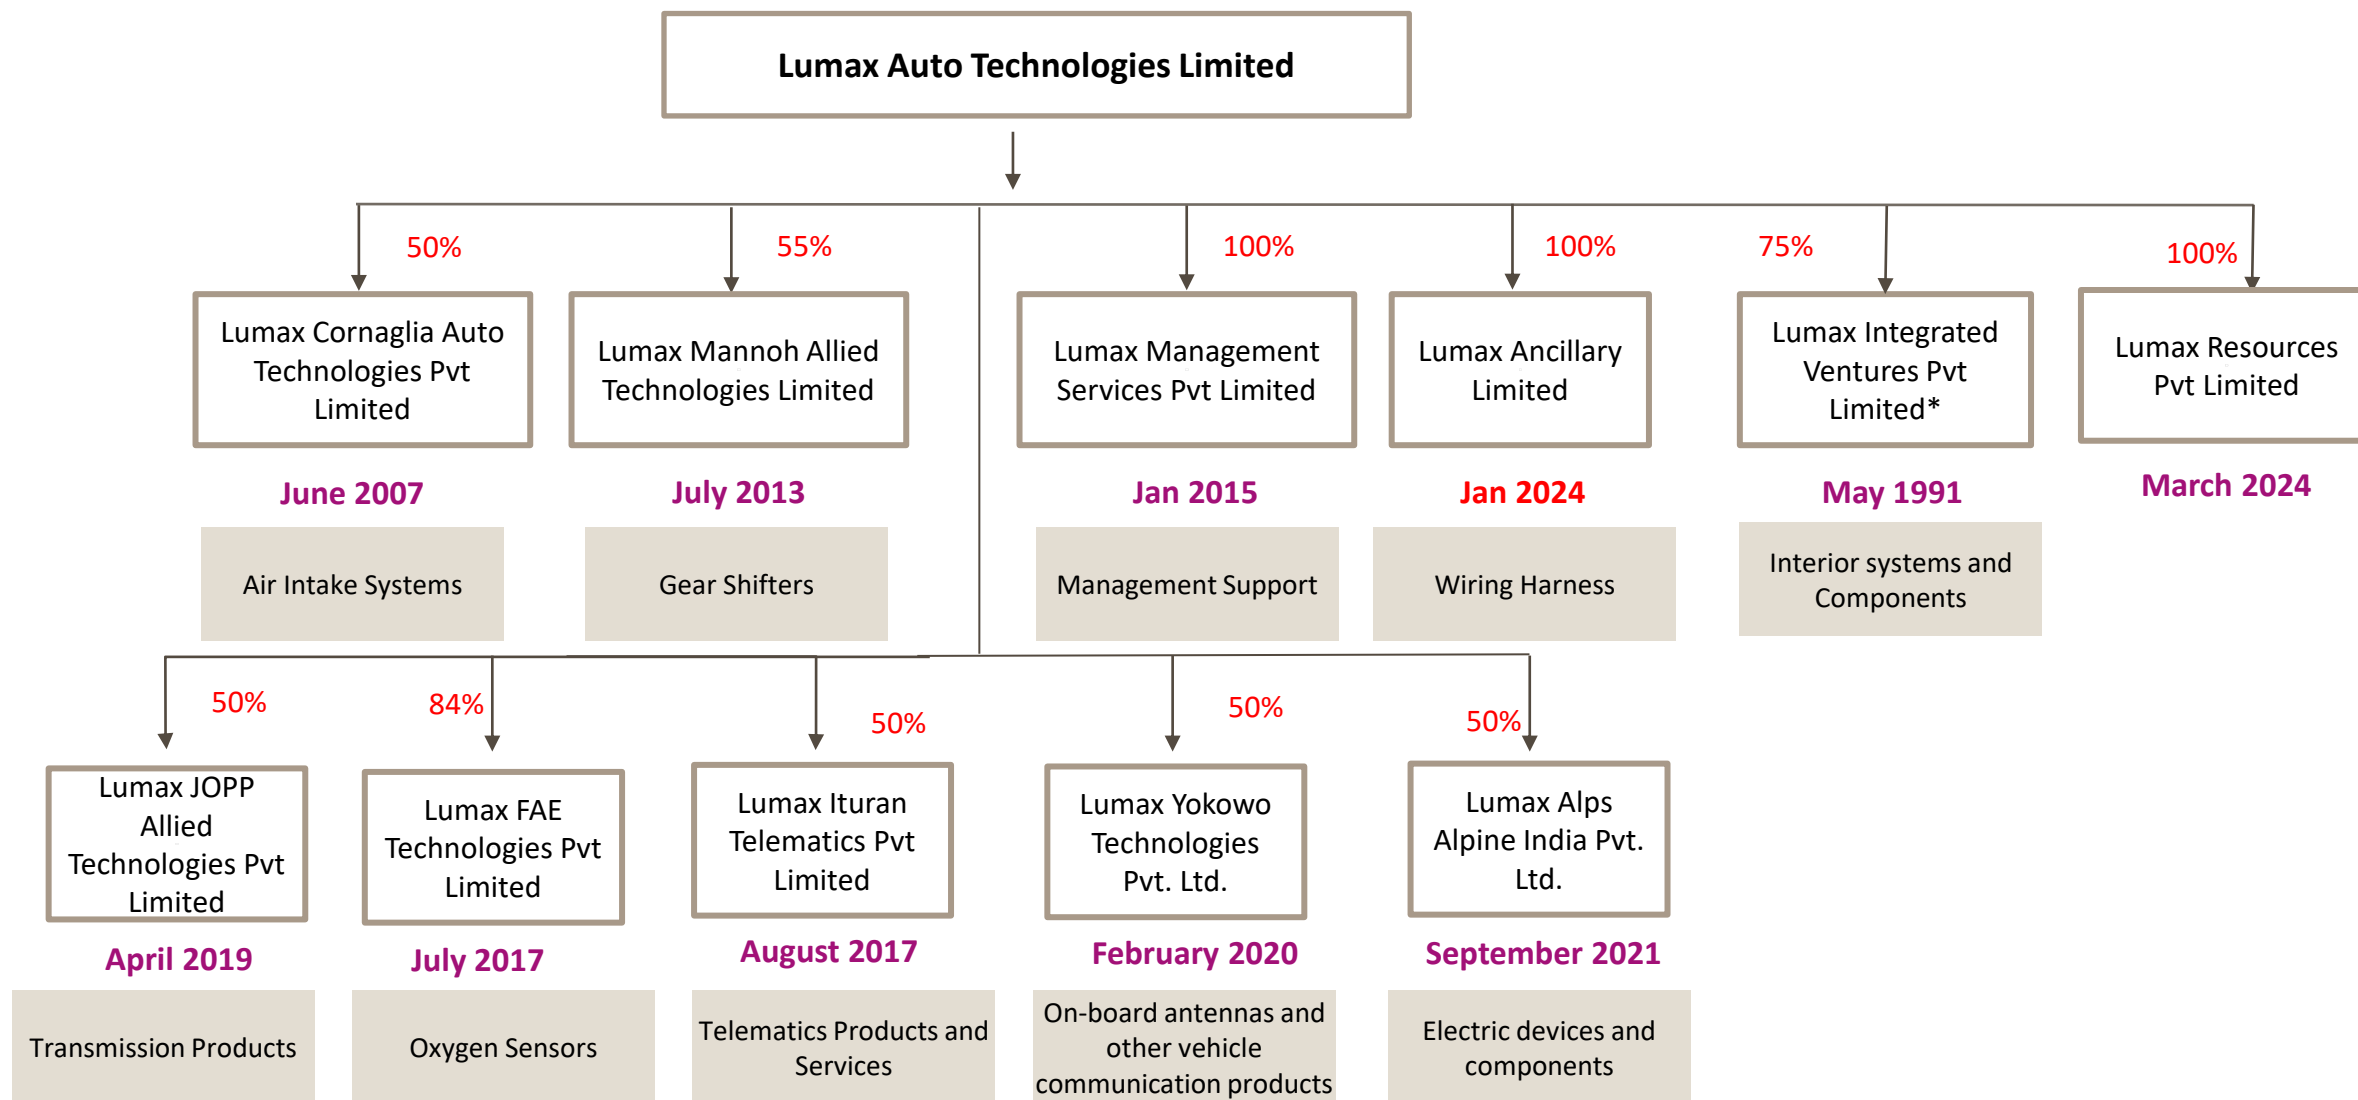 Lumax Auto Technologies Limited
50%
55%
100%
100%
75%
100%
Lumax Cornaglia Auto
Technologies Pvt
Limited
Lumax Mannoh Allied
Technologies Limited
Lumax Management
Services Pvt Limited
Lumax Ancillary
Limited
Lumax Integrated
Ventures Pvt
Limited*
Lumax Resources
Pvt Limited
June 2007
July 2013
Jan 2015
Jan 2024
May 1991
March 2024
Air Intake Systems
Gear Shifters
Management Support
Wiring Harness
Interior systems and
Components
50%
84%
50%
50%
50%
Lumax JOPP
Allied
Technologies Pvt
Limited
Lumax FAE
Technologies Pvt
Limited
Lumax Ituran
Telematics Pvt
Limited
Lumax Yokowo
Technologies
Pvt. Ltd.
Lumax Alps
Alpine India Pvt.
Ltd.
April 2019
July 2017
August 2017
February 2020
September 2021
Transmission Products
Oxygen Sensors
Telematics Products and
Services
On-board antennas and
other vehicle
communication products
Electric devices and
components